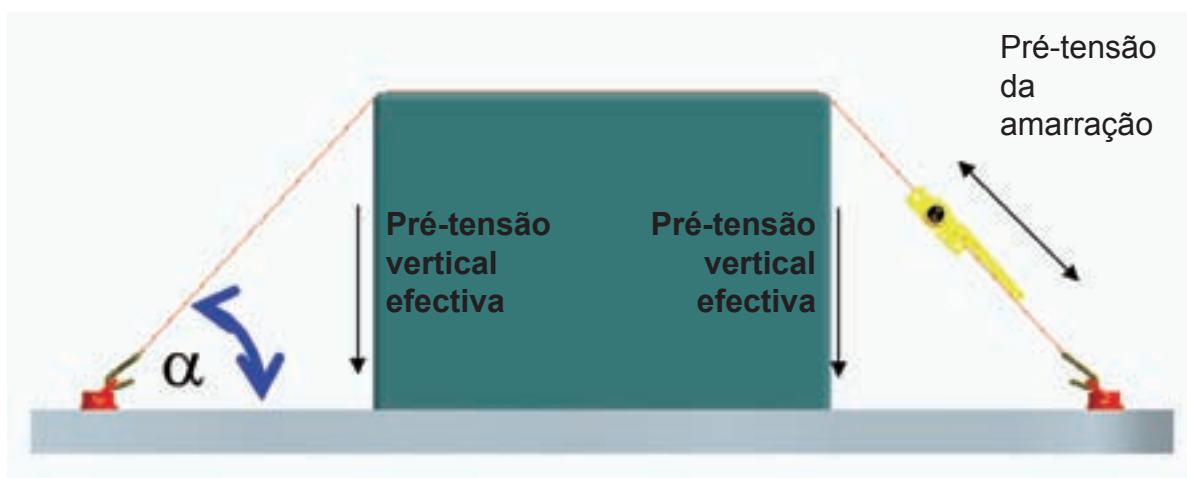 Pré-tensão
da
amarração
Pré-tensão
vertical
efectiva
Pré-tensão
vertical
efectiva
α